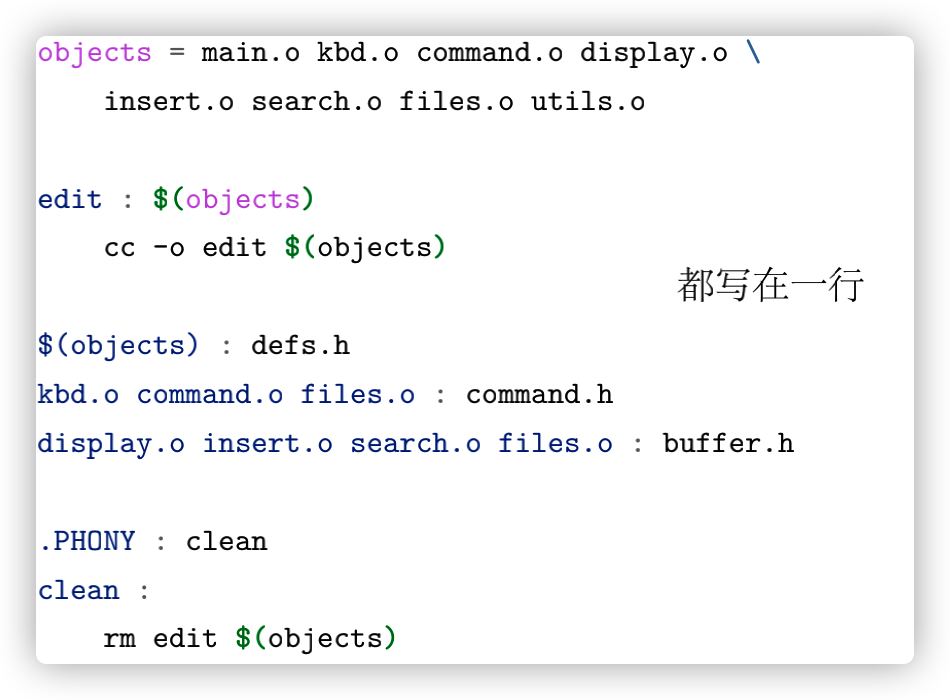 objects = main.o kbd.o command.o display.o \
    insert.o search.o files.o utils.o
edit : $(objects)
    cc -o edit $(objects)
都写在一行
$(objects) : defs.h
kbd.o command.o files.o : command.h
display.o insert.o search.o files.o : buffer.h
.PHONY : clean
clean :
    rm edit $(objects)